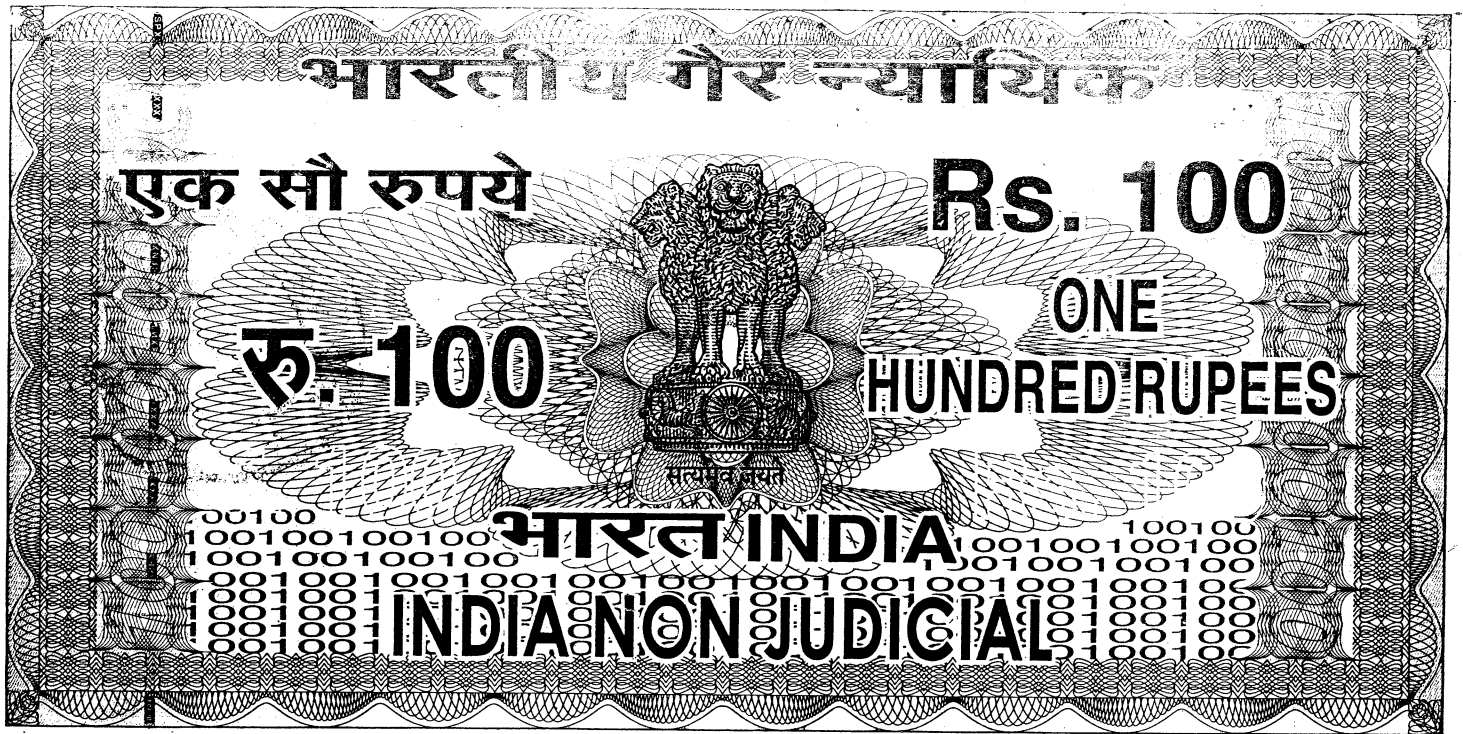 भारतीय गैर न्यायिक
एक सौ रुपये
Rs. 100
रु. 100
ONE
HUNDRED RUPEES
सत्यमेव जयते
भारत INDIA
INDIA NON JUDICIAL